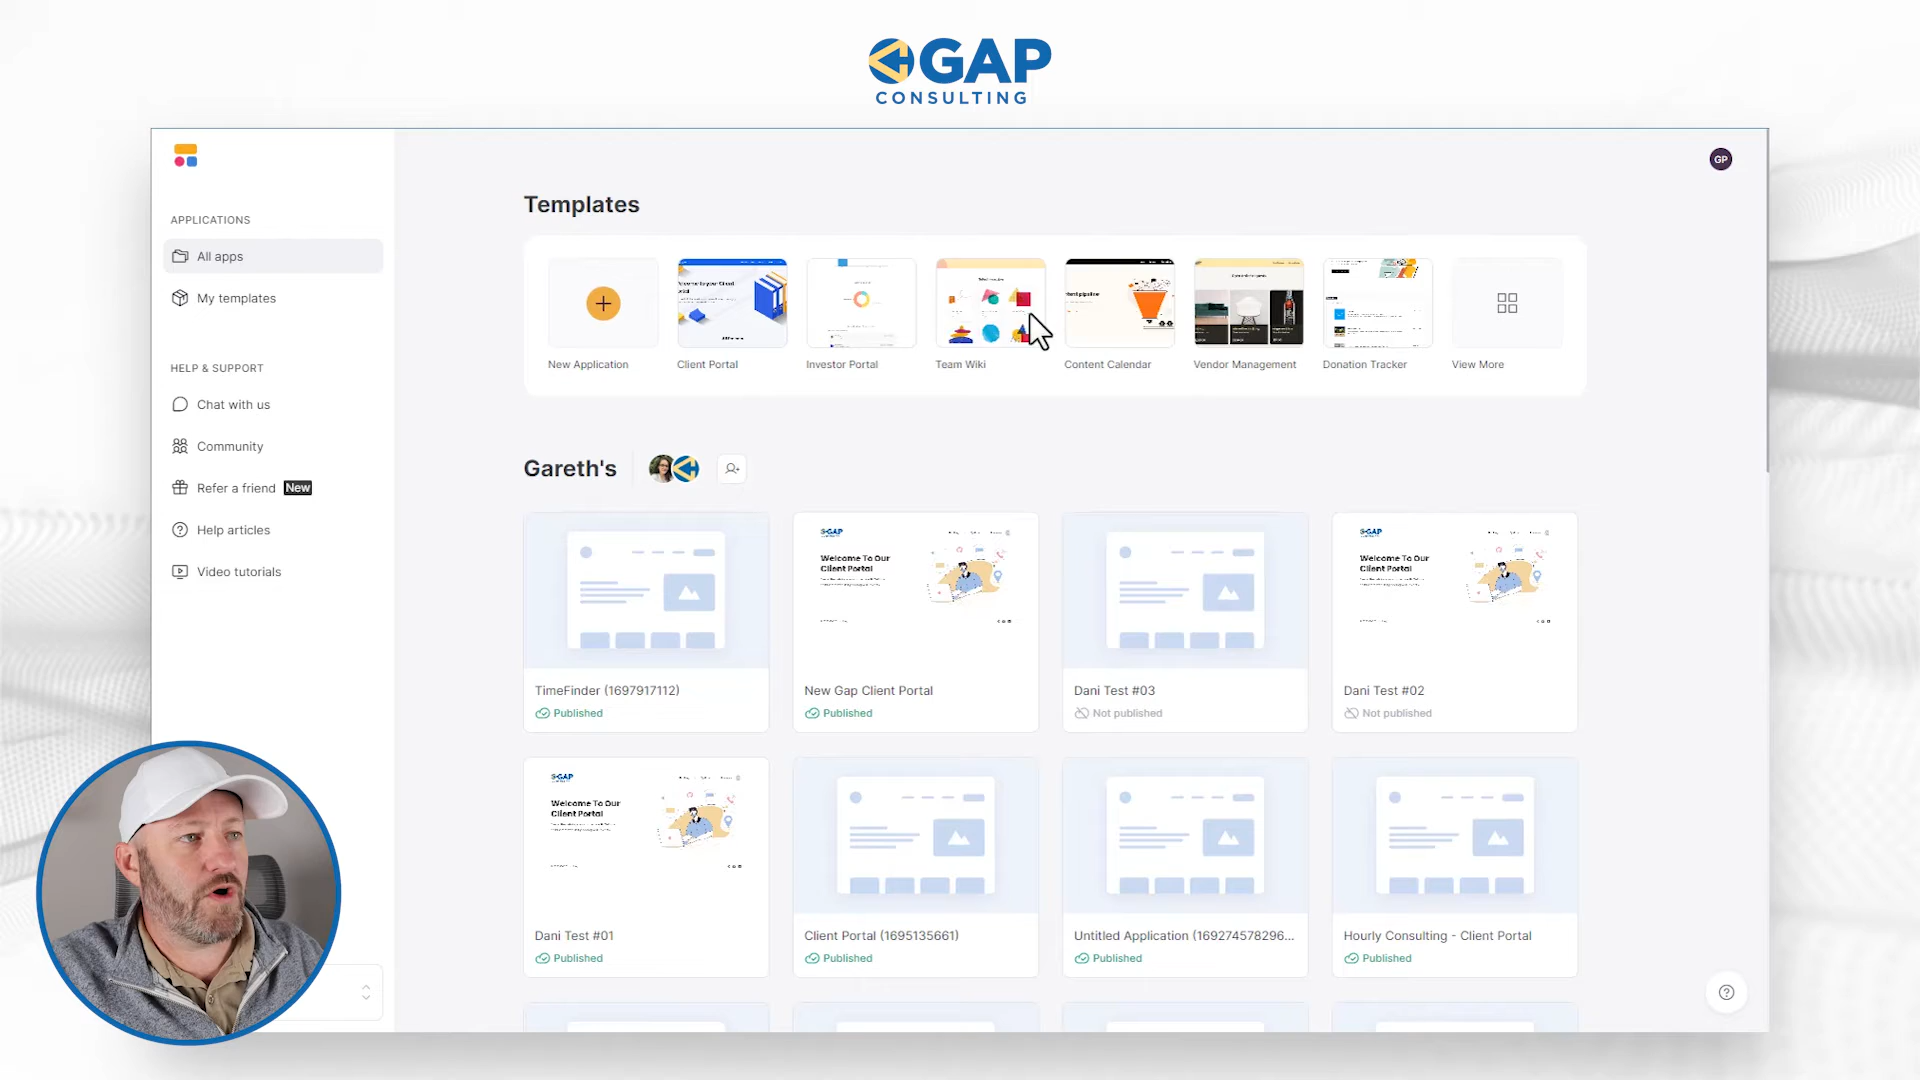 GAP
CONSULTING
GP
APPLICATIONS
All apps
My templates
HELP & SUPPORT
Chat with us
Community
Refer a friend New
Help articles
Video tutorials
Templates
New Application
Client Portal
Investor Portal
Team Wiki
Content Calendar
Vendor Management
Donation Tracker
View More
Gareth's
GAP
Welcome To Our
Client Portal
GAP
Welcome To Our
Client Portal
TimeFinder (1697917112)
Published
New Gap Client Portal
Published
Dani Test #03
Not published
Dani Test #02
Not published
GAP
Welcome To Our
Client Portal
Dani Test #01
Published
Client Portal (1695135661)
Published
Untitled Application (169274578296...
Published
Hourly Consulting - Client Portal
Published